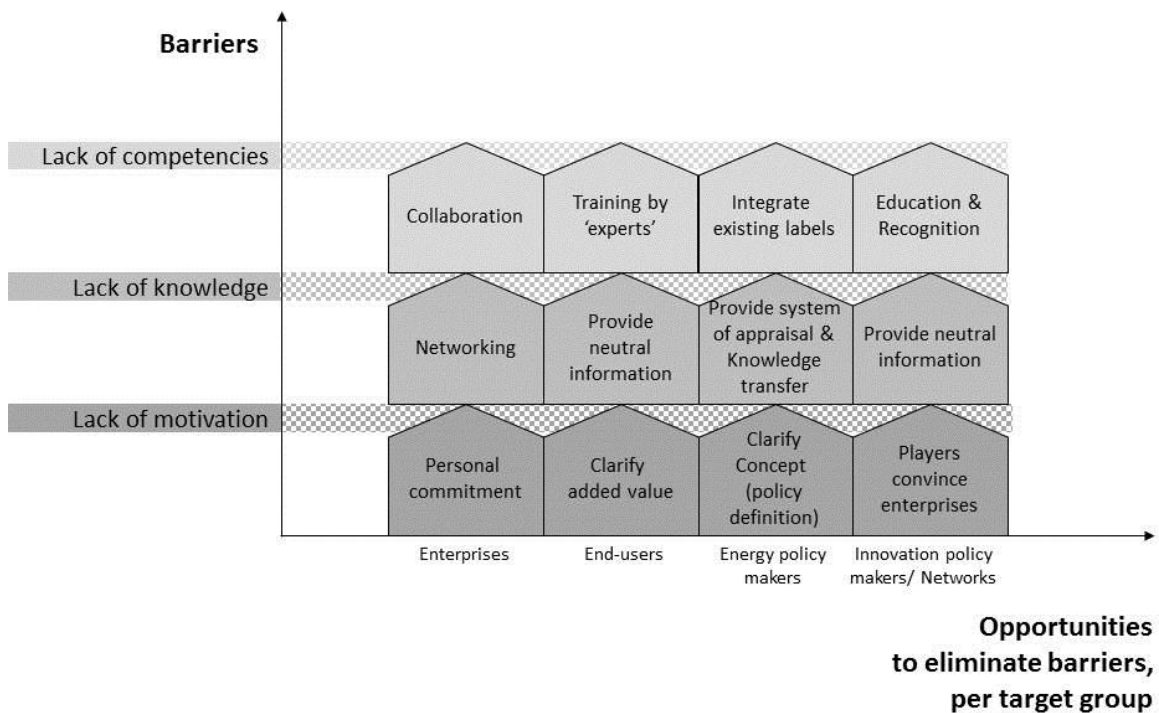 Barriers
Lack of competencies
Collaboration
Training by
‘experts’
Integrate
existing labels
Education &
Recognition
Lack of knowledge
Networking
Provide
neutral
information
Provide system
of appraisal &
Knowledge
transfer
Provide neutral
information
Lack of motivation
Personal
commitment
Clarify
added value
Clarify
Concept
(policy
definition)
Players
convince
enterprises
Enterprises
End-users
Energy policy
makers
Innovation policy
makers/ Networks
Opportunities
to eliminate barriers,
per target group